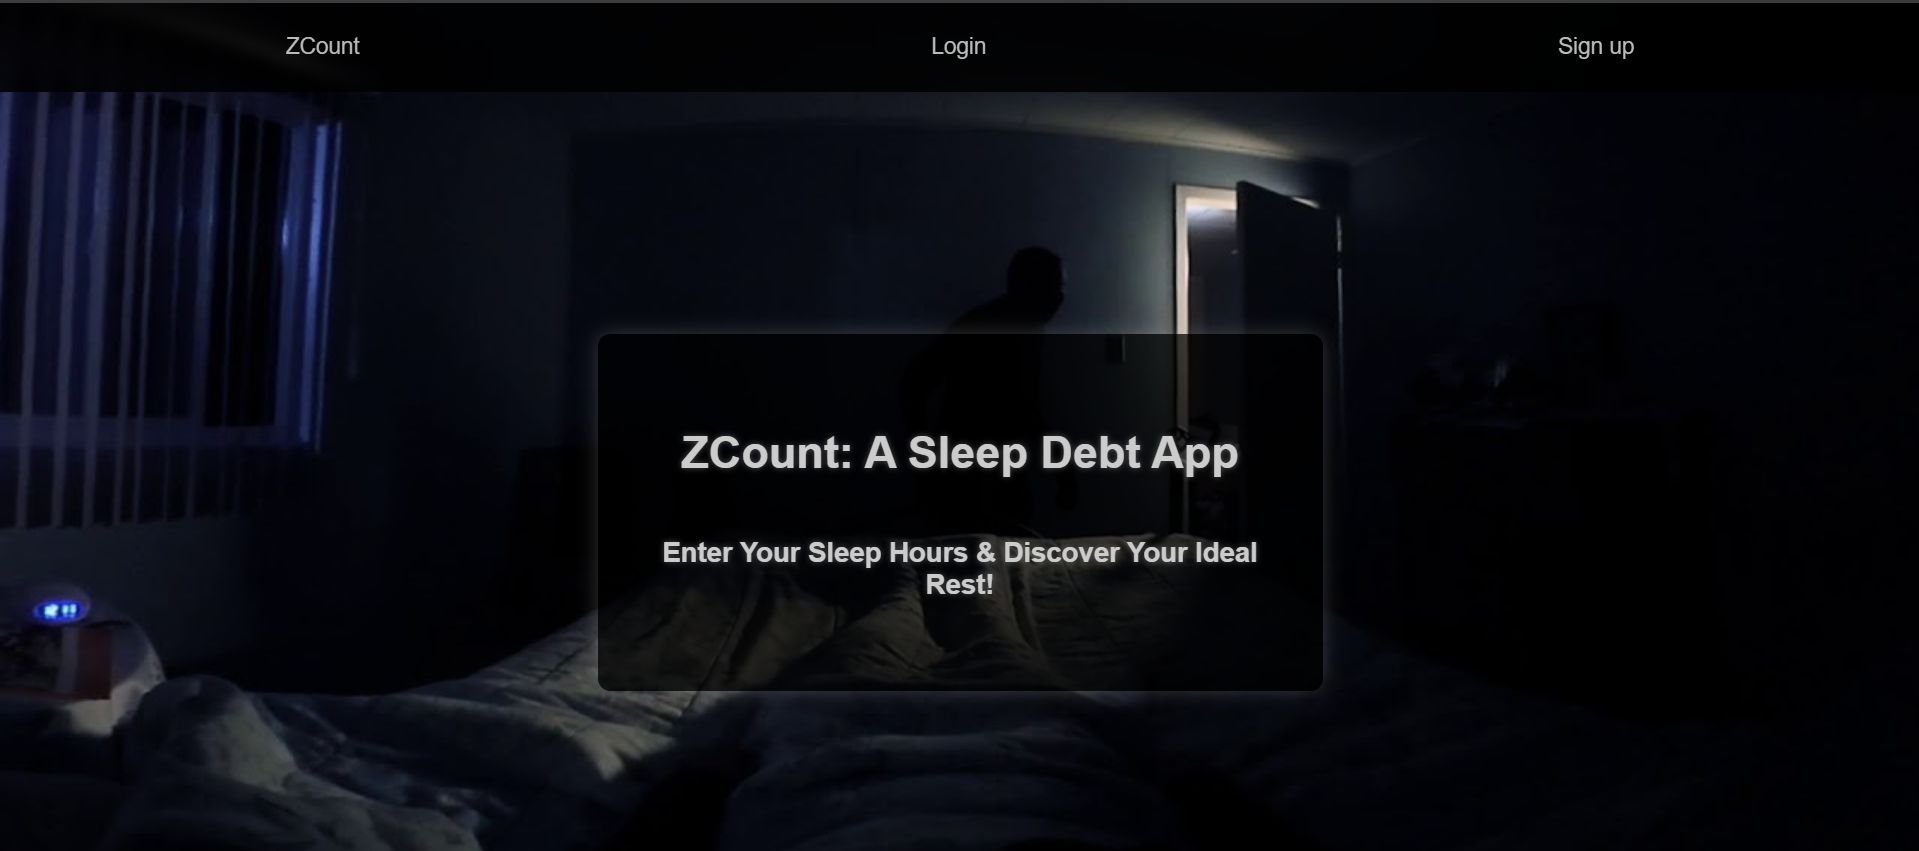 ZCount
Login
Sign up
ZCount: A Sleep Debt App
Enter Your Sleep Hours & Discover Your Ideal
Rest!